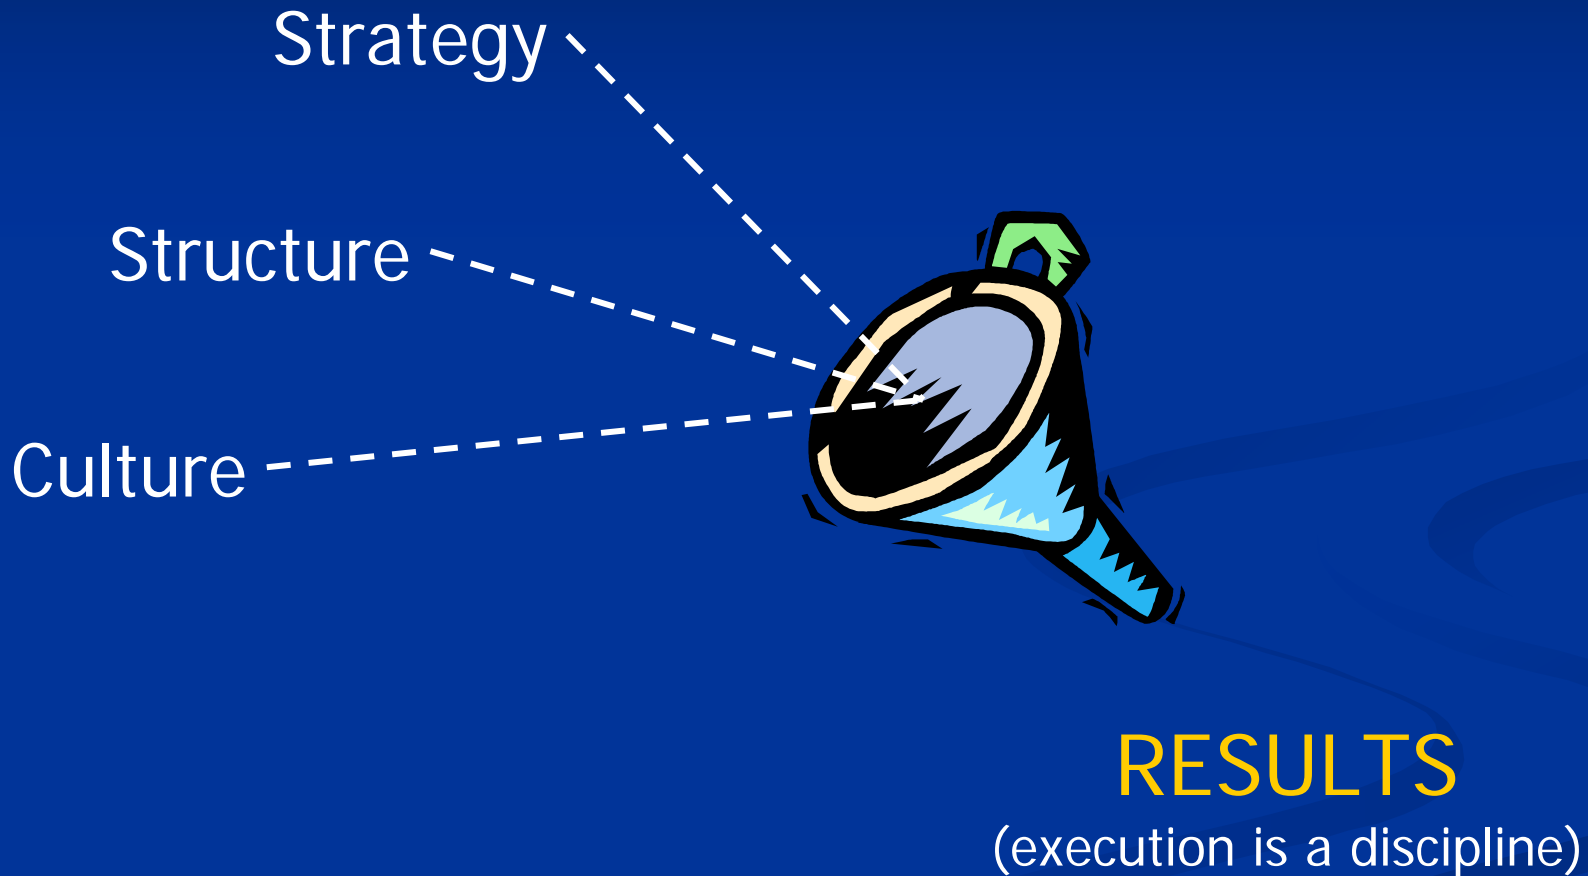 Strategy
Structure
Culture
RESULTS
(execution is a discipline)